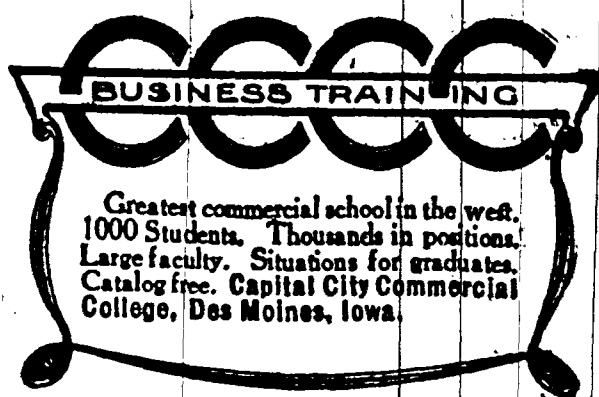 CCCC
BUSINESS TRAINING
Greatest commercial school in the west.
1000 Students. Thousands in positions.
Large faculty. Situations for graduates.
Catalog free. Capital City Commercial
College, Des Moines, Iowa.